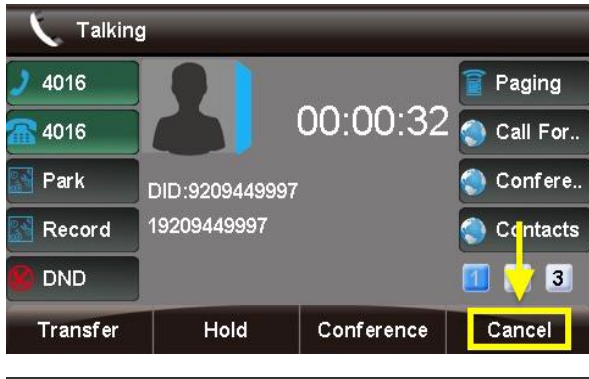 Talking
4016
4016
Park
Record
DND
00:00:32
DID:9209449997
19209449997
Paging
Call For..
Confere..
Contacts
1 3
Transfer Hold Conference Cancel